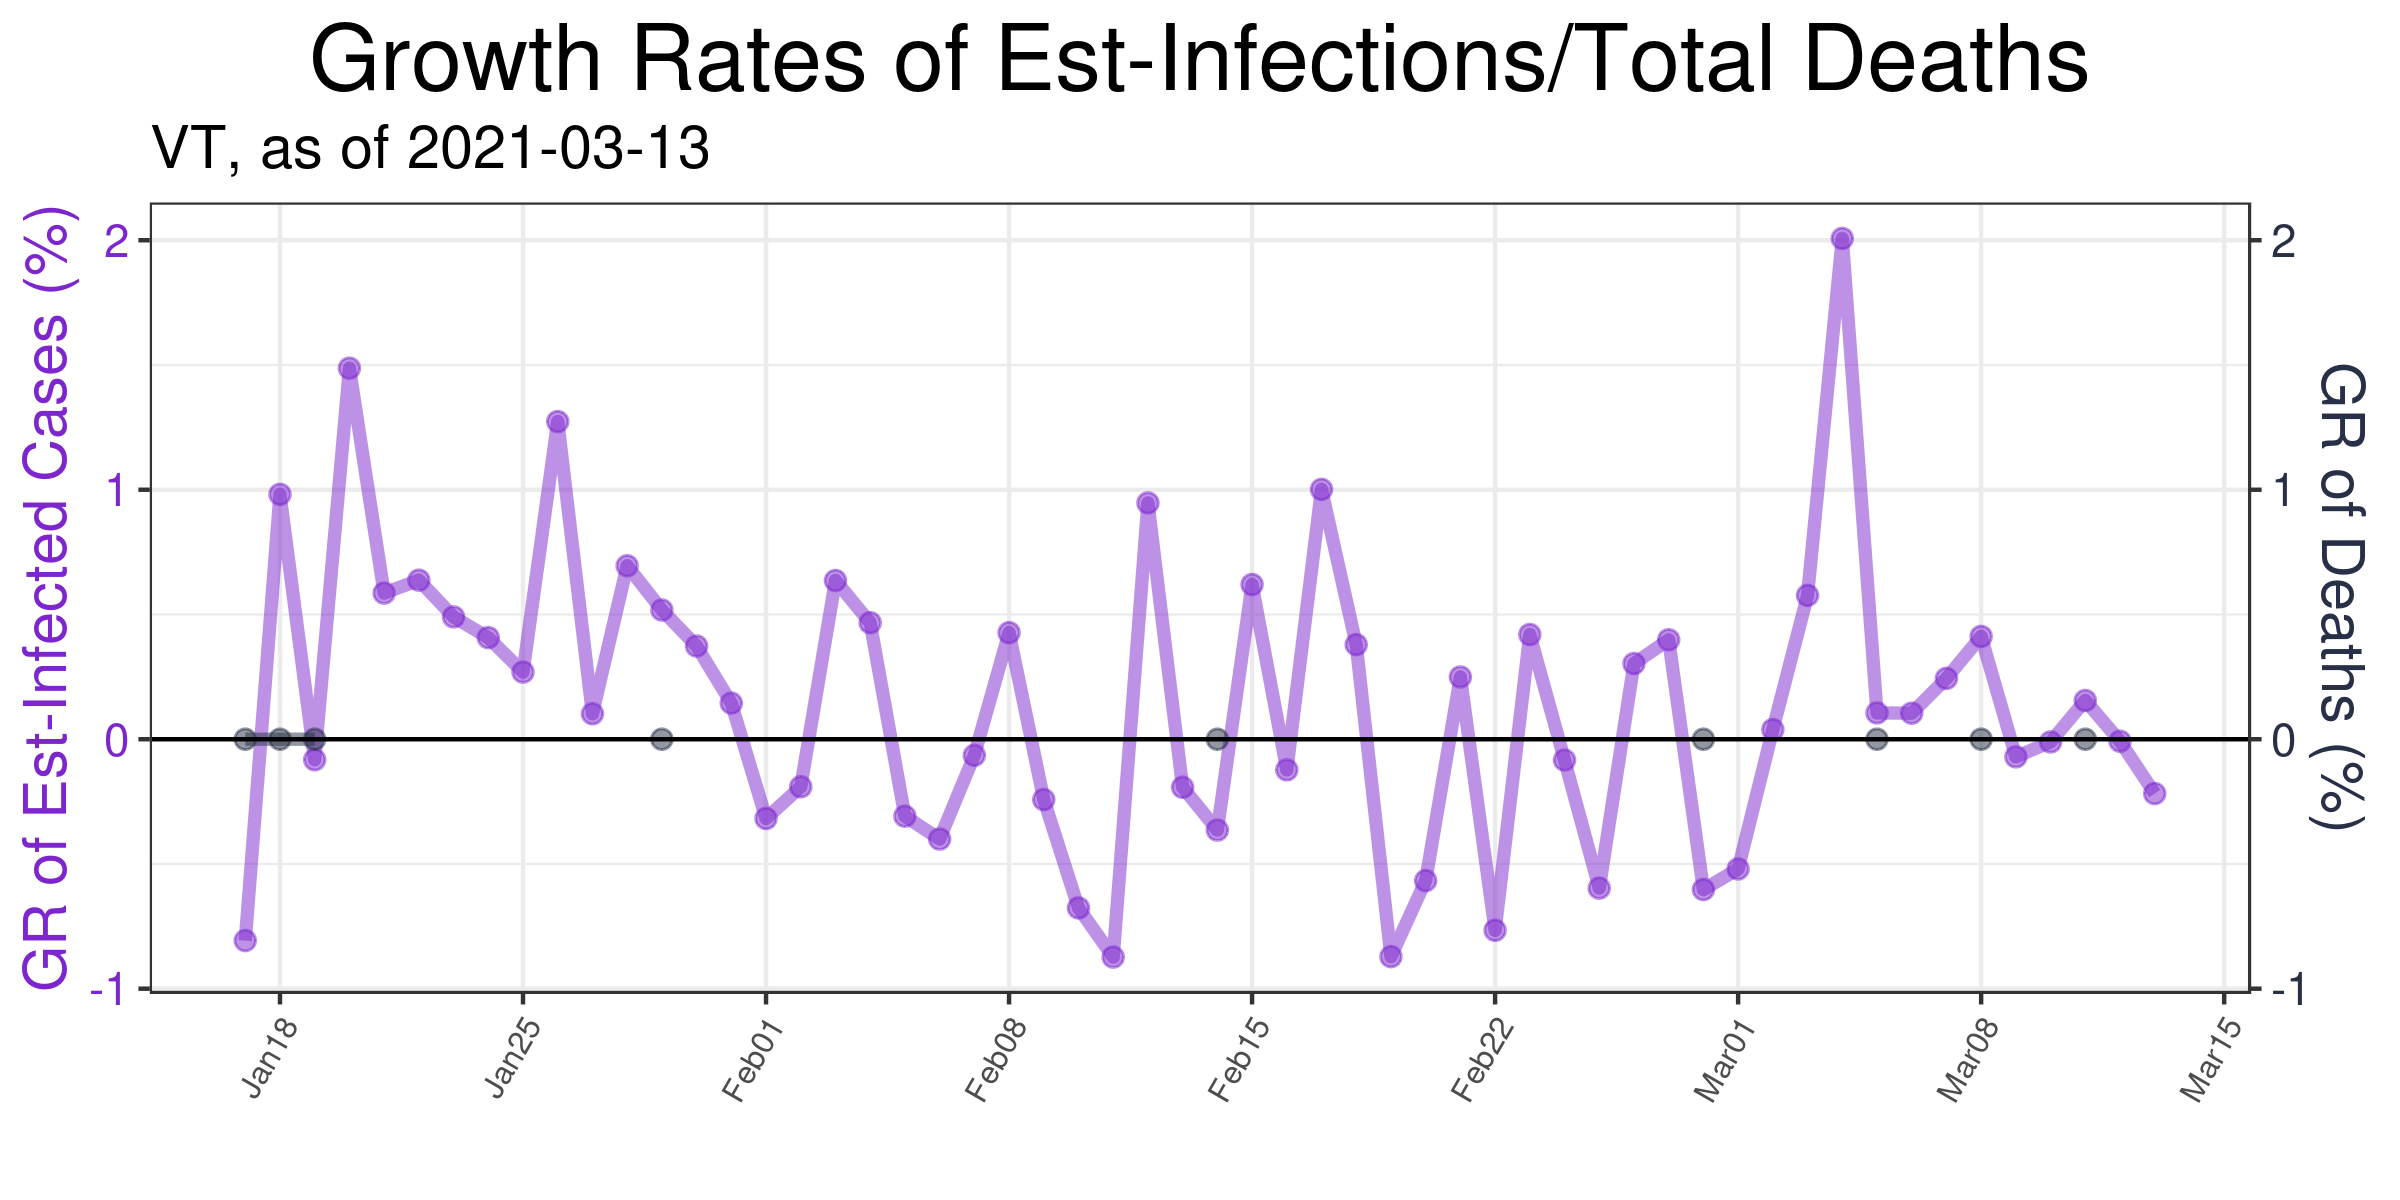 Growth Rates of Est-Infections/Total Deaths
VT, as of 2021-03-13
GR of Est-Infected Cases (%)
2
1
0
-1
2
1
0
-1
GR of Deaths (%)
Jan18
Jan25
Feb01
Feb08
Feb15
Feb22
Mar01
Mar08
Mar15